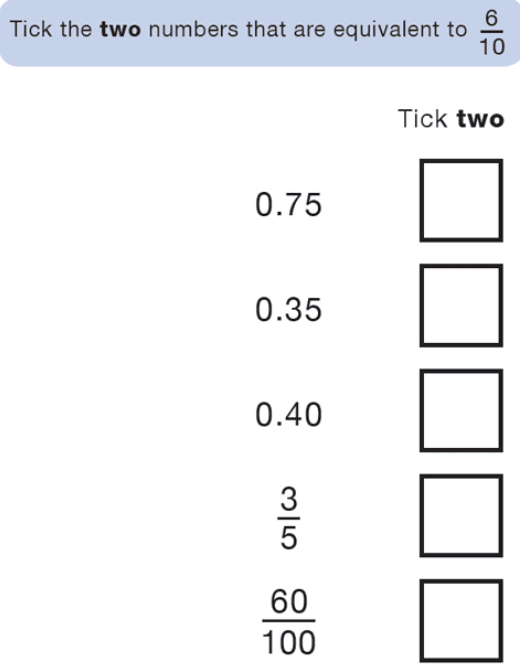 Tick the two numbers that are equivalent to 6/10
Tick two
0.75
0.35
0.40
3/5
60/100